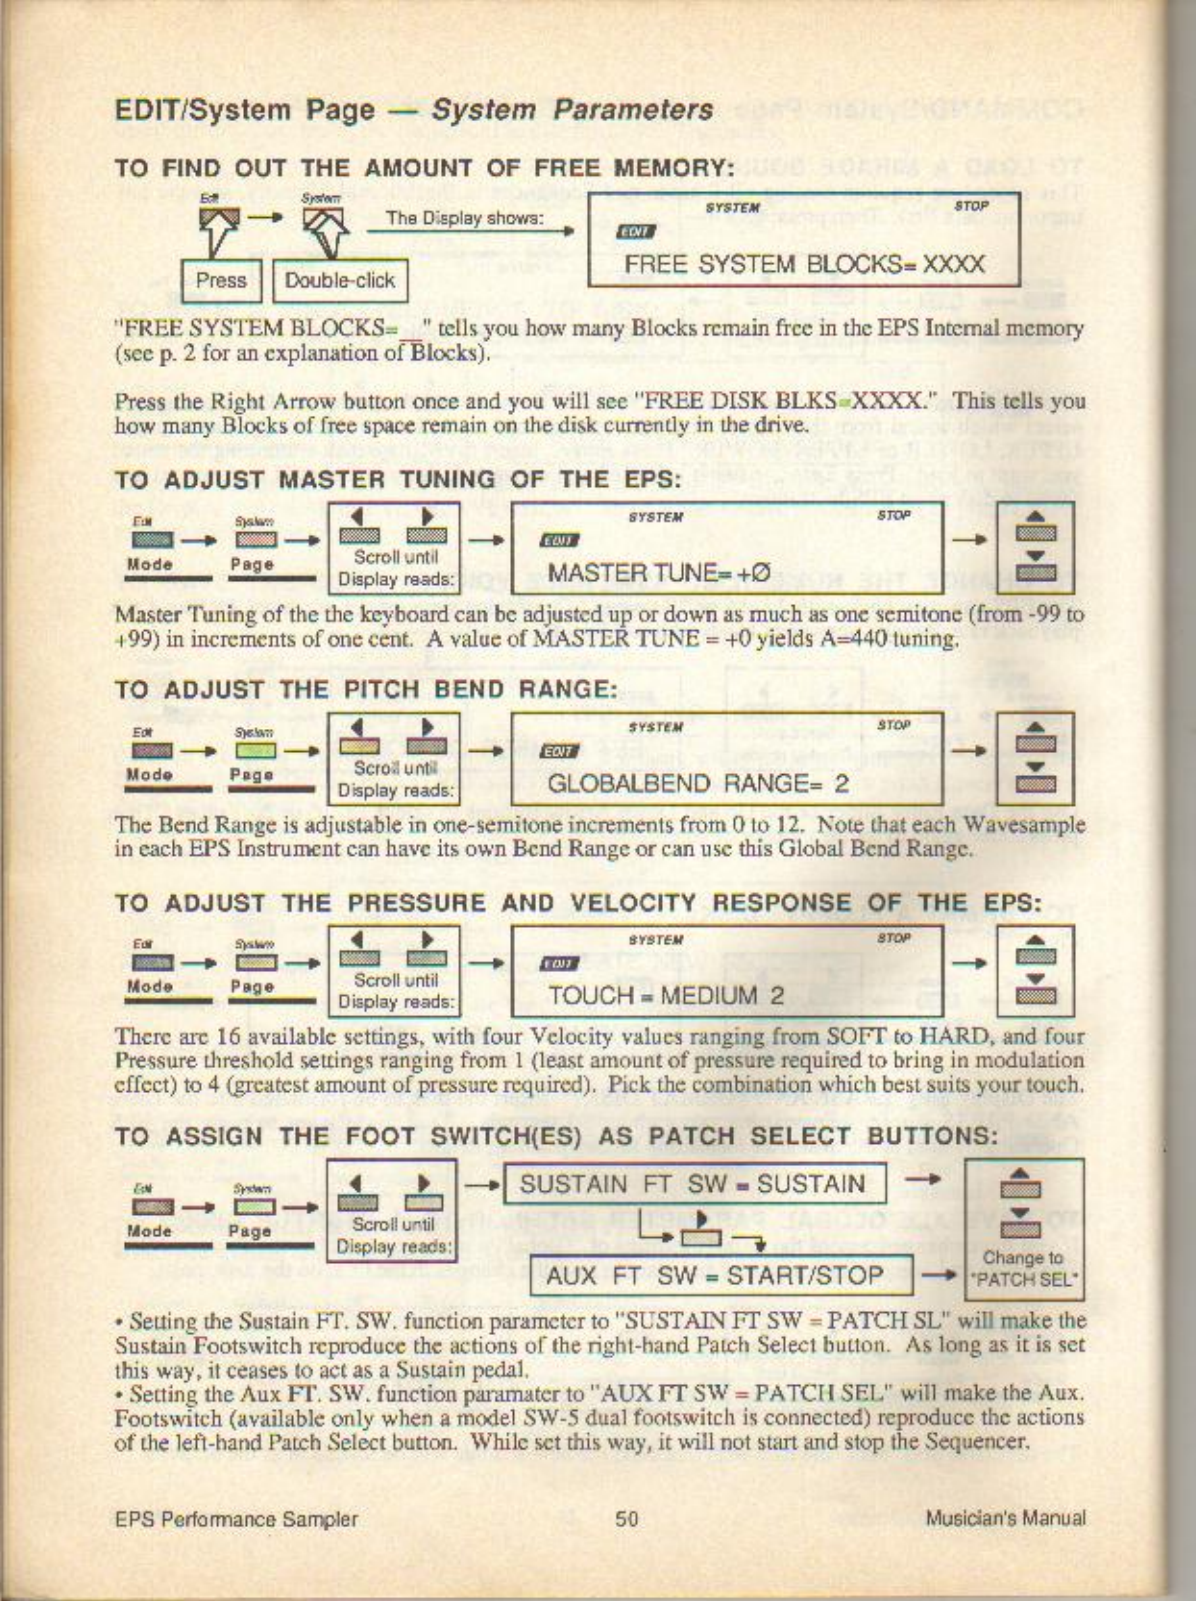 EDIT/System Page — System Parameters
TO FIND OUT THE AMOUNT OF FREE MEMORY:
Edit System
The Display shows:
SYSTEM STOP
EDIT
FREE SYSTEM BLOCKS= XXXX
Press Double-click
"FREE SYSTEM BLOCKS=__" tells you how many Blocks remain free in the EPS Internal memory
(see p. 2 for an explanation of Blocks).
Press the Right Arrow button once and you will see "FREE DISK BLKS=XXXX." This tells you
how many Blocks of free space remain on the disk currently in the drive.
TO ADJUST MASTER TUNING OF THE EPS:
Edit System
Mode Page
Scroll until
Display reads:
SYSTEM STOP
EDIT
MASTER TUNE= +Ø
Master Tuning of the the keyboard can be adjusted up or down as much as one semitone (from -99 to
+99) in increments of one cent. A value of MASTER TUNE = +0 yields A=440 tuning.
TO ADJUST THE PITCH BEND RANGE:
Edit System
Mode Page
Scroll until
Display reads:
SYSTEM STOP
EDIT
GLOBALBEND RANGE= 2
The Bend Range is adjustable in one-semitone increments from 0 to 12. Note that each Wavesample
in each EPS Instrument can have its own Bend Range or can use this Global Bend Range.
TO ADJUST THE PRESSURE AND VELOCITY RESPONSE OF THE EPS:
Edit System
Mode Page
Scroll until
Display reads:
SYSTEM STOP
EDIT
TOUCH = MEDIUM 2
There are 16 available settings, with four Velocity values ranging from SOFT to HARD, and four
Pressure threshold settings ranging from 1 (least amount of pressure required to bring in modulation
effect) to 4 (greatest amount of pressure required). Pick the combination which best suits your touch.
TO ASSIGN THE FOOT SWITCH(ES) AS PATCH SELECT BUTTONS:
Edit System
Mode Page
Scroll until
Display reads:
SUSTAIN FT SW = SUSTAIN
AUX FT SW = START/STOP
Change to
"PATCH SEL"
• Setting the Sustain FT. SW. function parameter to "SUSTAIN FT SW = PATCH SL" will make the
Sustain Footswitch reproduce the actions of the right-hand Patch Select button. As long as it is set
this way, it ceases to act as a Sustain pedal.
• Setting the Aux FT. SW. function paramater to "AUX FT SW = PATCH SEL" will make the Aux.
Footswitch (available only when a model SW-5 dual footswitch is connected) reproduce the actions
of the left-hand Patch Select button. While set this way, it will not start and stop the Sequencer.
EPS Performance Sampler 50 Musician's Manual